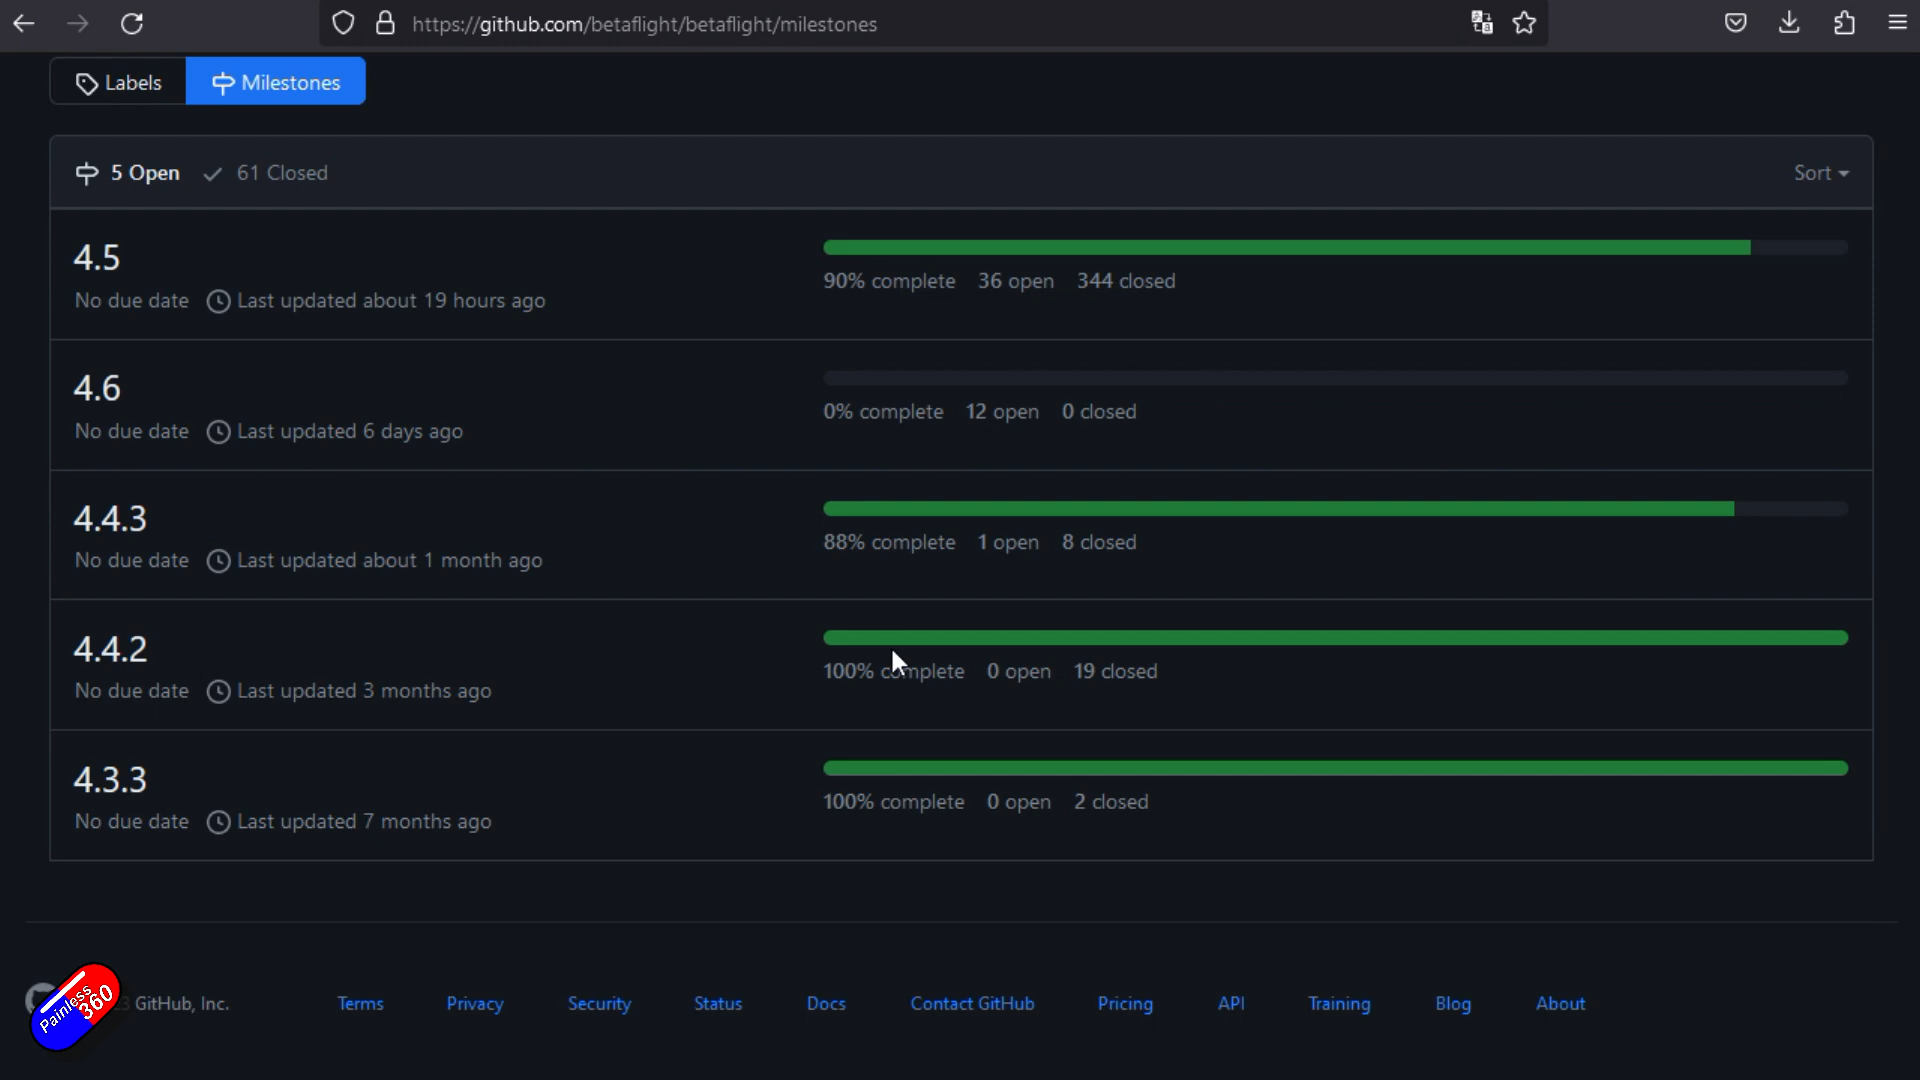 https://github.com/betaflight/betaflight/milestones
Labels Milestones
5 Open 61 Closed Sort
4.5
90% complete 36 open 344 closed
No due date Last updated about 19 hours ago
4.6
0% complete 12 open 0 closed
No due date Last updated 6 days ago
4.4.3
88% complete 1 open 8 closed
No due date Last updated about 1 month ago
4.4.2
100% complete 0 open 19 closed
No due date Last updated 3 months ago
4.3.3
100% complete 0 open 2 closed
No due date Last updated 7 months ago
GitHub, Inc. Terms Privacy Security Status Docs Contact GitHub Pricing API Training Blog About
Painless
360